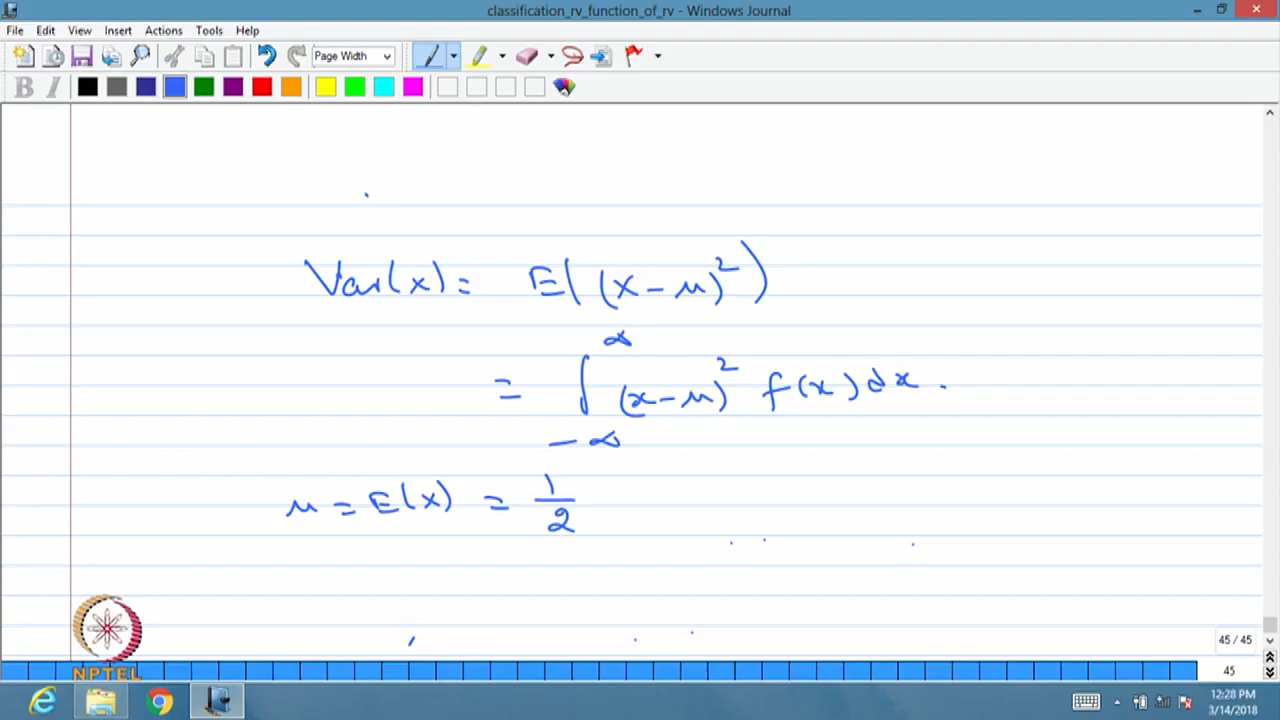 classification_rv_function_of_rv - Windows Journal
File Edit View Insert Actions Tools Help
Page Width
B I
Var(x) = E((X-μ)²)
= ∫_{-∞}^{∞} (x-μ)² f(x)dx.
μ = E(x) = 1/2
NPTEL
45 / 45
45
12:28 PM
3/14/2018